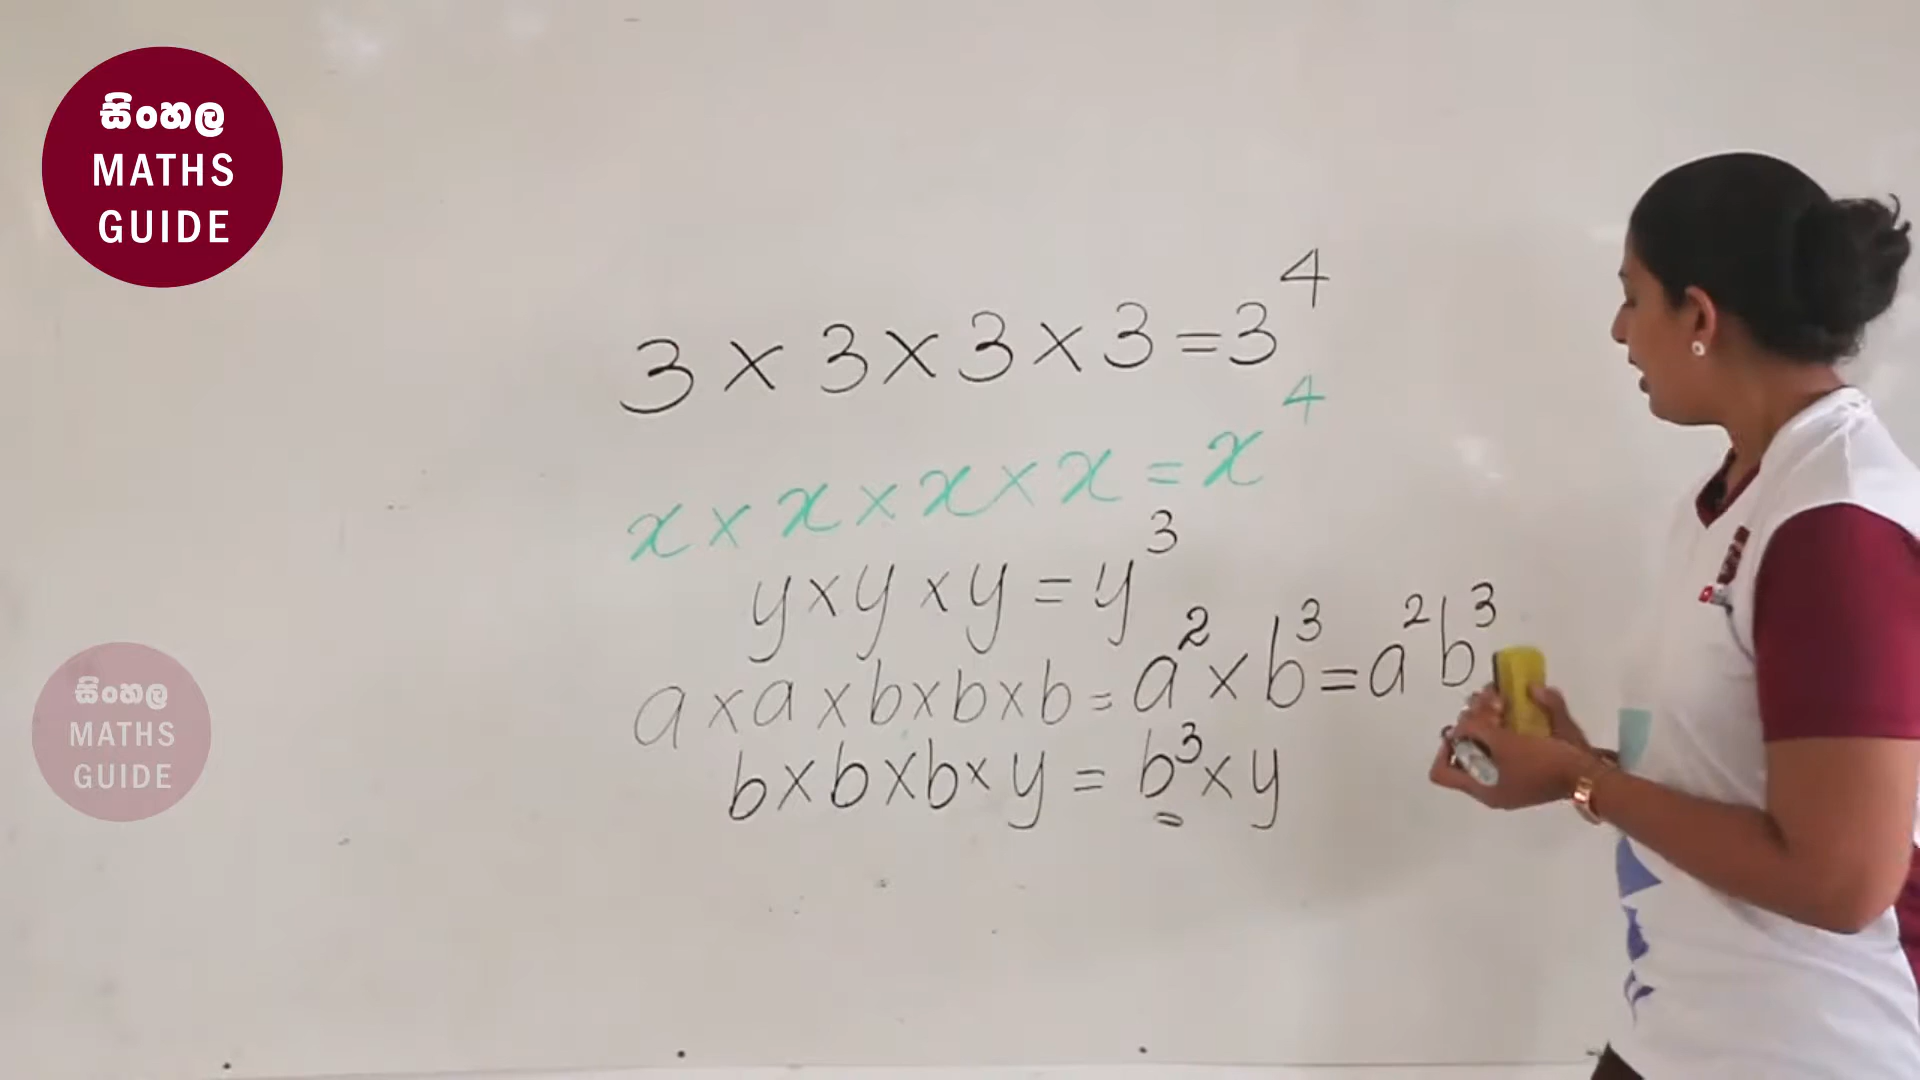 සිංහල
MATHS
GUIDE
3 × 3 × 3 × 3 = 3⁴
x × x × x × x = x⁴
y × y × y = y³
a × a × b × b × b = a² × b³ = a²b³
b × b × b × y = b³ × y
සිංහල
MATHS
GUIDE